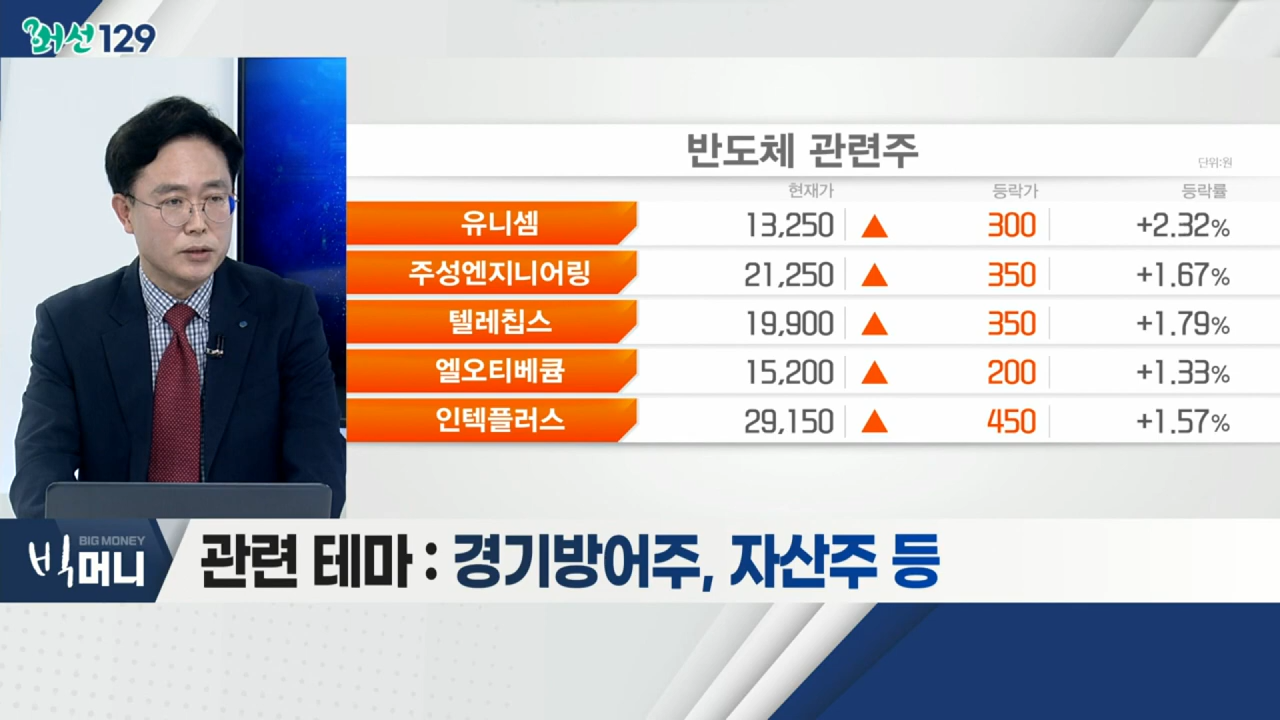 머선129
반도체 관련주
단위:원
현재가 등락가 등락률
유니셈 13,250 ▲ 300 +2.32%
주성엔지니어링 21,250 ▲ 350 +1.67%
텔레칩스 19,900 ▲ 350 +1.79%
엘오티베큠 15,200 ▲ 200 +1.33%
인텍플러스 29,150 ▲ 450 +1.57%
BIG MONEY
빅머니
관련 테마 : 경기방어주, 자산주 등